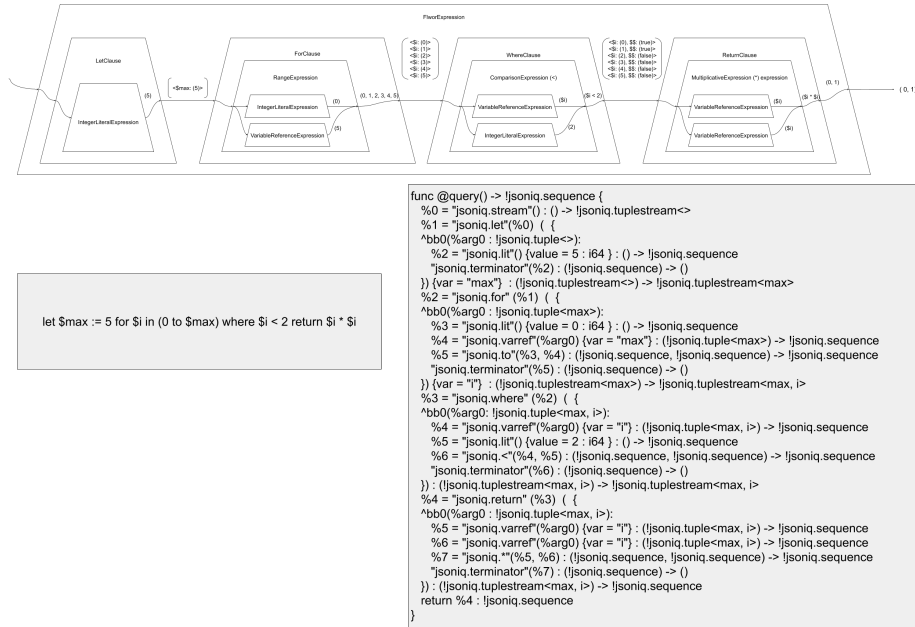 FlworExpression
LetClause
IntegerLiteralExpression
(5)
<$max: (5)>
ForClause
RangeExpression
IntegerLiteralExpression
(0)
VariableReferenceExpression
(5)
(0, 1, 2, 3, 4, 5)
<$i: (0)>
<$i: (1)>
<$i: (2)>
<$i: (3)>
<$i: (4)>
<$i: (5)>
WhereClause
ComparisonExpression (<)
VariableReferenceExpression
($i)
IntegerLiteralExpression
(2)
($i < 2)
<$i: (0), $$: (true)>
<$i: (1), $$: (true)>
<$i: (2), $$: (false)>
<$i: (3), $$: (false)>
<$i: (4), $$: (false)>
<$i: (5), $$: (false)>
ReturnClause
MultiplicativeExpression (*) expression
VariableReferenceExpression
($i)
VariableReferenceExpression
($i)
($i * $i)
(0, 1)
( 0, 1)
let $max := 5 for $i in (0 to $max) where $i < 2 return $i * $i
func @query() -> !jsoniq.sequence {
%0 = "jsoniq.stream"() : () -> !jsoniq.tuplestream<>
%1 = "jsoniq.let"(%0) ( {
^bb0(%arg0 : !jsoniq.tuple<>):
%2 = "jsoniq.lit"() {value = 5 : i64 } : () -> !jsoniq.sequence
"jsoniq.terminator"(%2) : (!jsoniq.sequence) -> ()
}) {var = "max"} : (!jsoniq.tuplestream<>) -> !jsoniq.tuplestream<max>
%2 = "jsoniq.for" (%1) ( {
^bb0(%arg0 : !jsoniq.tuple<max>):
%3 = "jsoniq.lit"() {value = 0 : i64 } : () -> !jsoniq.sequence
%4 = "jsoniq.varref"(%arg0) {var = "max"} : (!jsoniq.tuple<max>) -> !jsoniq.sequence
%5 = "jsoniq.to"(%3, %4) : (!jsoniq.sequence, !jsoniq.sequence) -> !jsoniq.sequence
"jsoniq.terminator"(%5) : (!jsoniq.sequence) -> ()
}) {var = "i"} : (!jsoniq.tuplestream<max>) -> !jsoniq.tuplestream<max, i>
%3 = "jsoniq.where" (%2) ( {
^bb0(%arg0: !jsoniq.tuple<max, i>):
%4 = "jsoniq.varref"(%arg0) {var = "i"} : (!jsoniq.tuple<max, i>) -> !jsoniq.sequence
%5 = "jsoniq.lit"() {value = 2 : i64 } : () -> !jsoniq.sequence
%6 = "jsoniq.<"(%4, %5) : (!jsoniq.sequence, !jsoniq.sequence) -> !jsoniq.sequence
"jsoniq.terminator"(%6) : (!jsoniq.sequence) -> ()
}) : (!jsoniq.tuplestream<max, i>) -> !jsoniq.tuplestream<max, i>
%4 = "jsoniq.return" (%3) ( {
^bb0(%arg0 : !jsoniq.tuple<max, i>):
%5 = "jsoniq.varref"(%arg0) {var = "i"} : (!jsoniq.tuple<max, i>) -> !jsoniq.sequence
%6 = "jsoniq.varref"(%arg0) {var = "i"} : (!jsoniq.tuple<max, i>) -> !jsoniq.sequence
%7 = "jsoniq.*"(%5, %6) : (!jsoniq.sequence, !jsoniq.sequence) -> !jsoniq.sequence
"jsoniq.terminator"(%7) : (!jsoniq.sequence) -> ()
}) : (!jsoniq.tuplestream<max, i>) -> !jsoniq.sequence
return %4 : !jsoniq.sequence
}